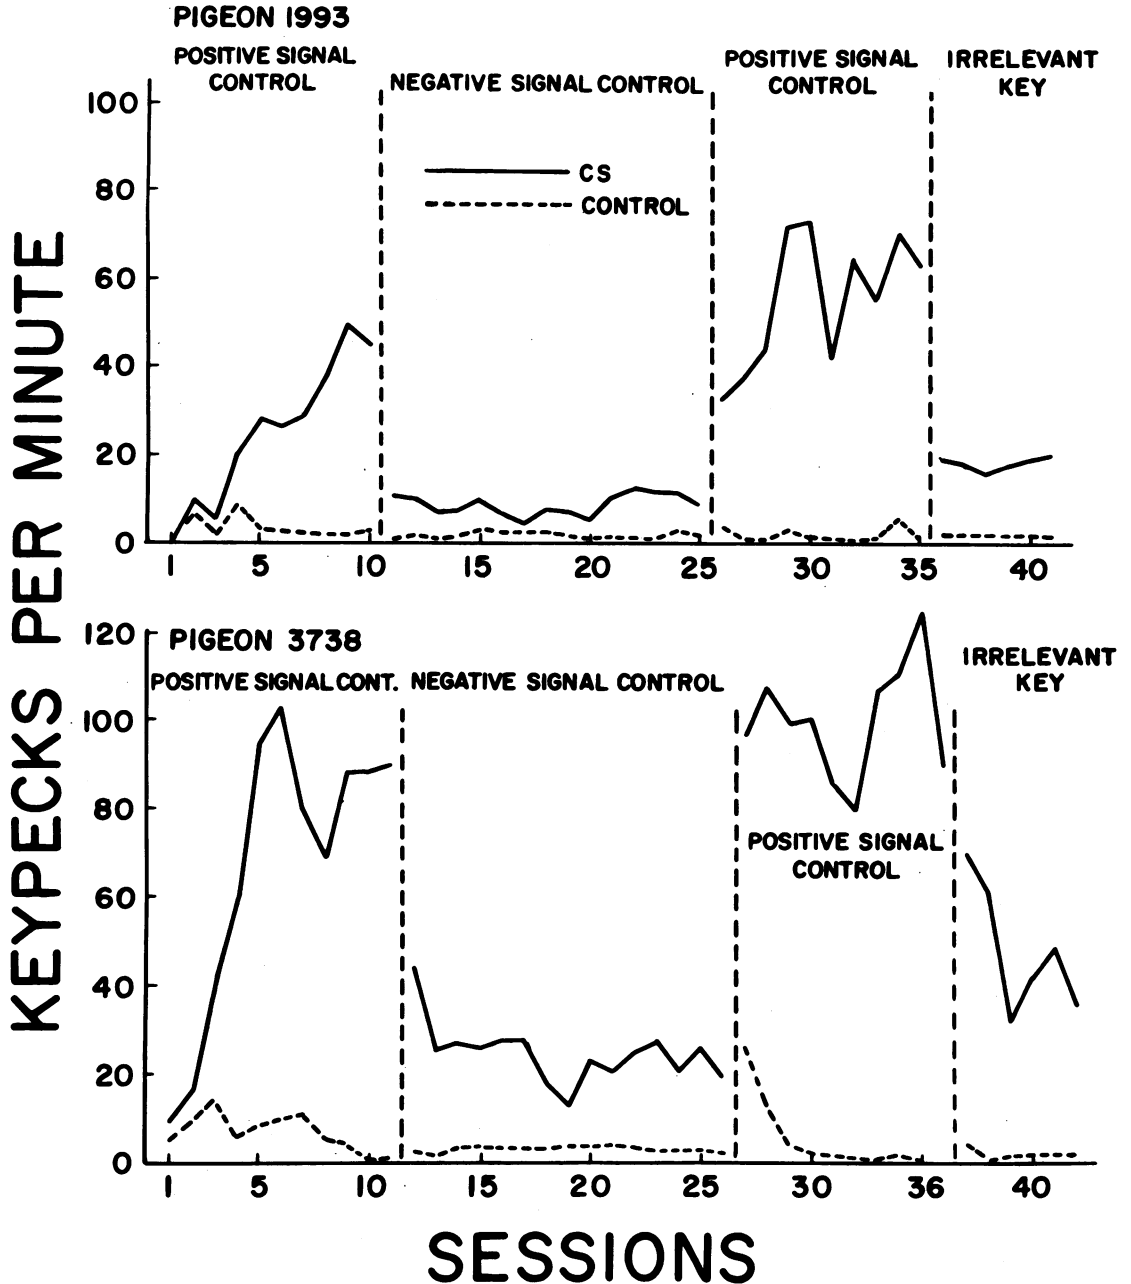 PIGEON 1993
POSITIVE SIGNAL
CONTROL
NEGATIVE SIGNAL CONTROL
POSITIVE SIGNAL
CONTROL
IRRELEVANT
KEY
100
80
60
40
20
0
CS
CONTROL
1 5 10 15 20 25 30 35 40
KEYPECKS PER MINUTE
120
100
80
60
40
20
0
PIGEON 3738
POSITIVE SIGNAL CONT.
NEGATIVE SIGNAL CONTROL
POSITIVE SIGNAL
CONTROL
IRRELEVANT
KEY
1 5 10 15 20 25 30 36 40
SESSIONS